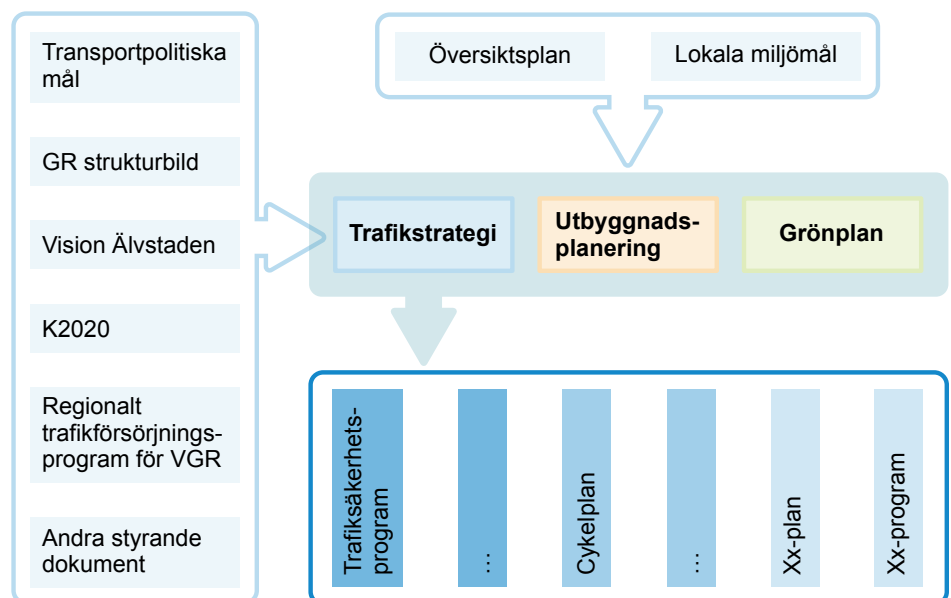 Transportpolitiska
mål
GR strukturbild
Vision Älvstaden
K2020
Regionalt
trafikförsörjnings-
program för VGR
Andra styrande
dokument
Översiktsplan
Lokala miljömål
Trafikstrategi
Utbyggnads-
planering
Grönplan
Trafiksäkerhets-
program
…
Cykelplan
…
Xx-plan
Xx-program